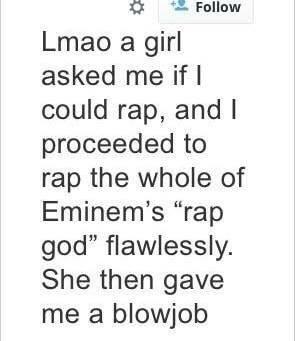 Follow
Lmao a girl
asked me if I
could rap, and I
proceeded to
rap the whole of
Eminem’s “rap
god” flawlessly.
She then gave
me a blowjob